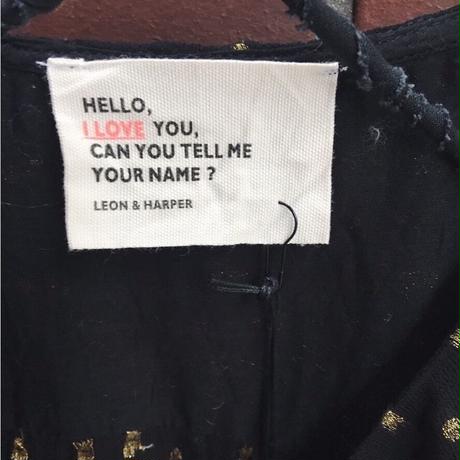 HELLO,
I LOVE YOU,
CAN YOU TELL ME
YOUR NAME ?
LEON & HARPER